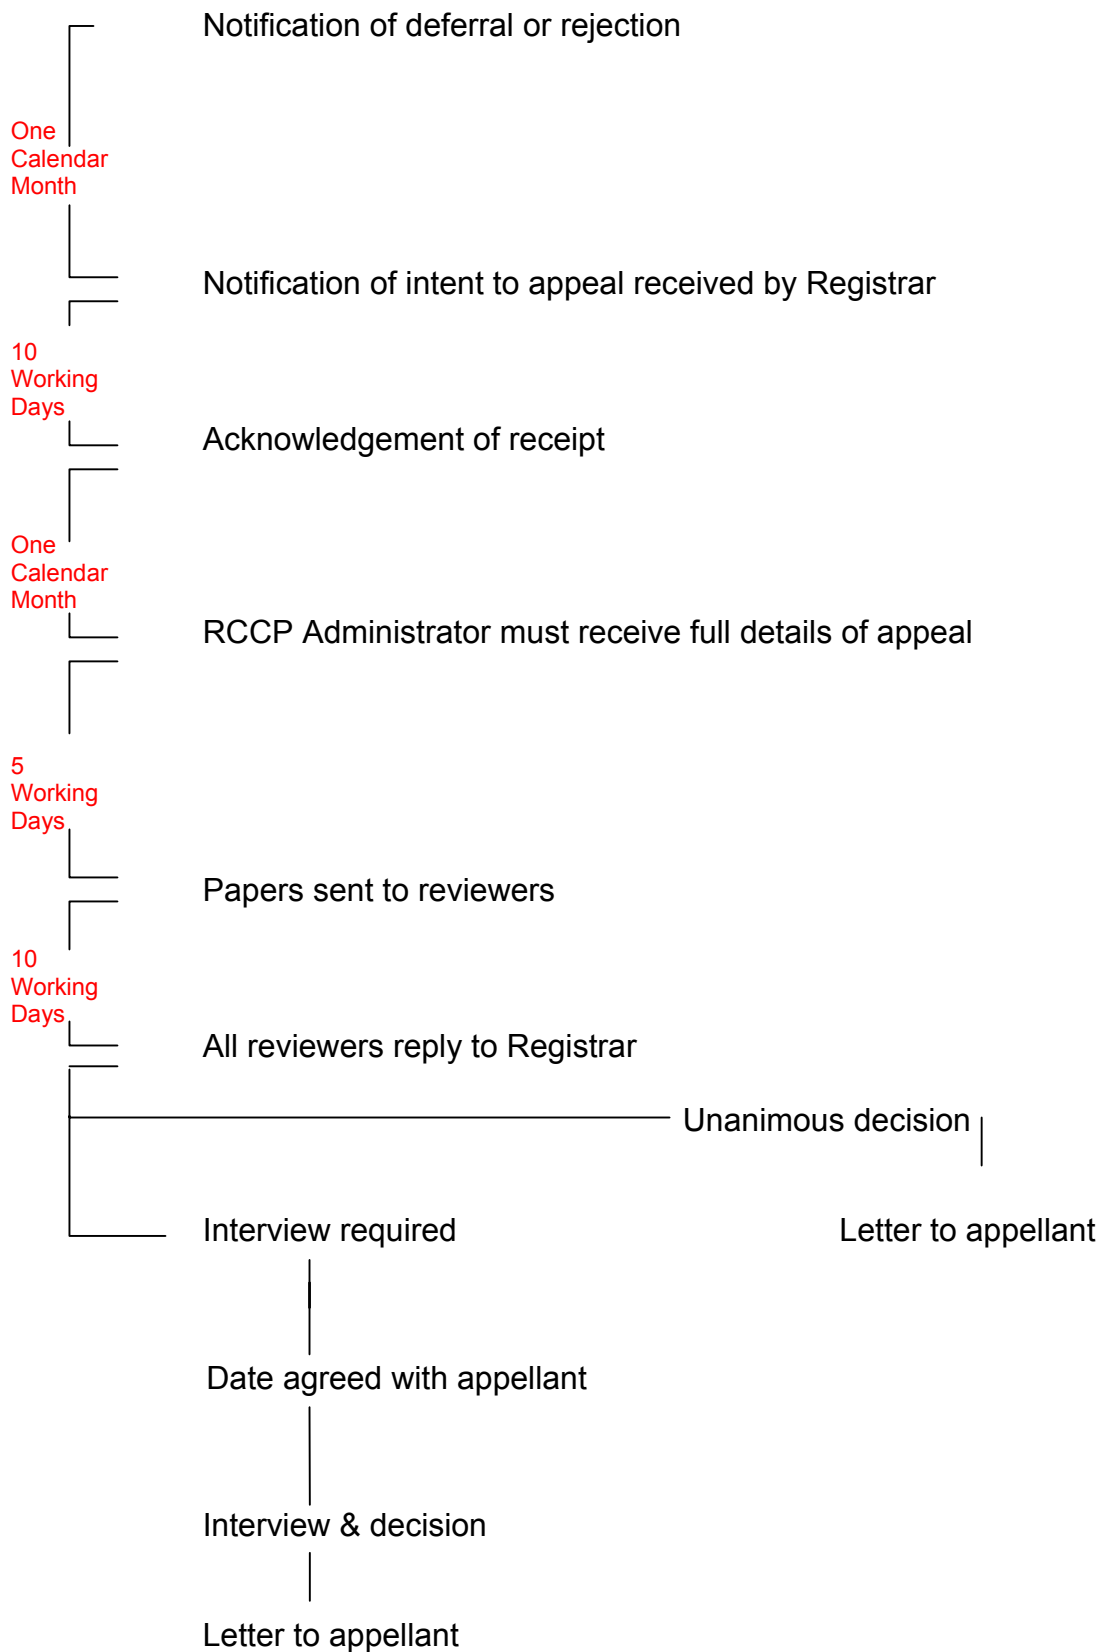 Notification of deferral or rejection
One
Calendar
Month
Notification of intent to appeal received by Registrar
10
Working
Days
Acknowledgement of receipt
One
Calendar
Month
RCCP Administrator must receive full details of appeal
5
Working
Days
Papers sent to reviewers
10
Working
Days
All reviewers reply to Registrar
Unanimous decision
Interview required
Letter to appellant
Date agreed with appellant
Interview & decision
Letter to appellant